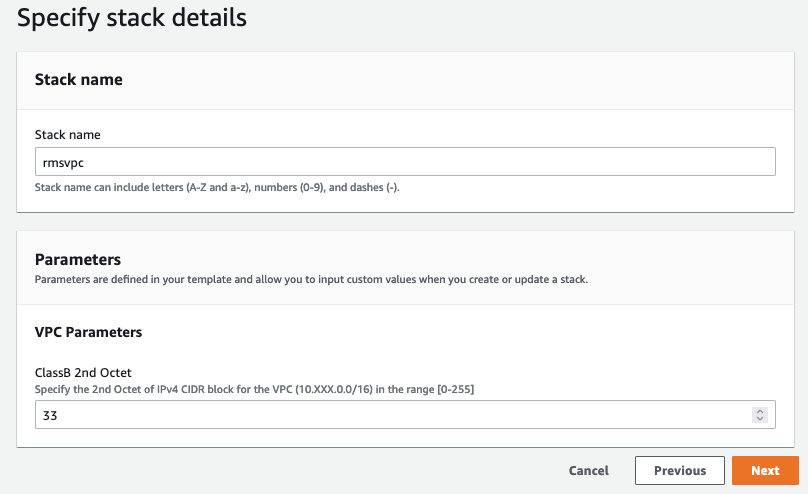 Specify stack details
Stack name
Stack name
rmsvpc
Stack name can include letters (A-Z and a-z), numbers (0-9), and dashes (-).
Parameters
Parameters are defined in your template and allow you to input custom values when you create or update a stack.
VPC Parameters
ClassB 2nd Octet
Specify the 2nd Octet of IPv4 CIDR block for the VPC (10.XXX.0.0/16) in the range [0-255]
33
Cancel Previous Next